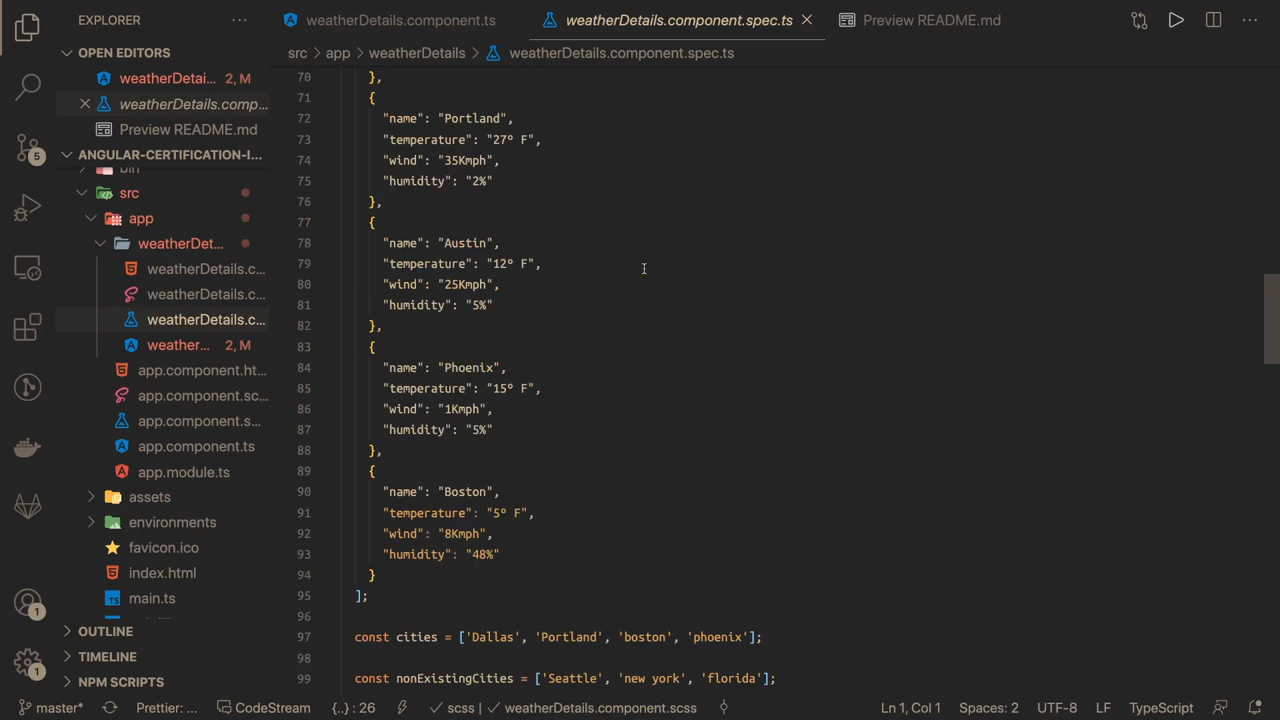 EXPLORER
weatherDetails.component.ts
weatherDetails.component.spec.ts
Preview README.md
OPEN EDITORS
src > app > weatherDetails > weatherDetails.component.spec.ts
weatherDetai... 2, M
weatherDetails.comp...
Preview README.md
ANGULAR-CERTIFICATION-I...
bin
src
app
weatherDet...
weatherDetails.c...
weatherDetails.c...
weatherDetails.c...
weather... 2, M
app.component.ht...
app.component.sc...
app.component.s...
app.component.ts
app.module.ts
assets
environments
favicon.ico
index.html
main.ts
OUTLINE
TIMELINE
NPM SCRIPTS
5
1
1
70 },
71 {
72 "name": "Portland",
73 "temperature": "27º F",
74 "wind": "35Kmph",
75 "humidity": "2%"
76 },
77 {
78 "name": "Austin",
79 "temperature": "12º F",
80 "wind": "25Kmph",
81 "humidity": "5%"
82 },
83 {
84 "name": "Phoenix",
85 "temperature": "15º F",
86 "wind": "1Kmph",
87 "humidity": "5%"
88 },
89 {
90 "name": "Boston",
91 "temperature": "5º F",
92 "wind": "8Kmph",
93 "humidity": "48%"
94 }
95 ];
96
97 const cities = ['Dallas', 'Portland', 'boston', 'phoenix'];
98
99 const nonExistingCities = ['Seattle', 'new york', 'florida'];
master* Prettier: ... CodeStream {..} : 26 scss | weatherDetails.component.scss Ln 1, Col 1 Spaces: 2 UTF-8 LF TypeScript